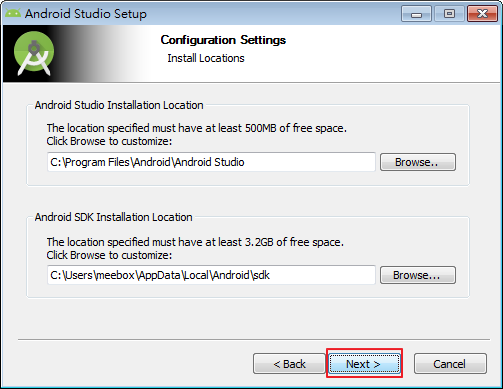 Android Studio Setup
Configuration Settings
Install Locations
Android Studio Installation Location
The location specified must have at least 500MB of free space.
Click Browse to customize:
C:\Program Files\Android\Android Studio
Browse..
Android SDK Installation Location
The location specified must have at least 3.2GB of free space.
Click Browse to customize:
C:\Users\meebox\AppData\Local\Android\sdk
Browse...
< Back
Next >
Cancel